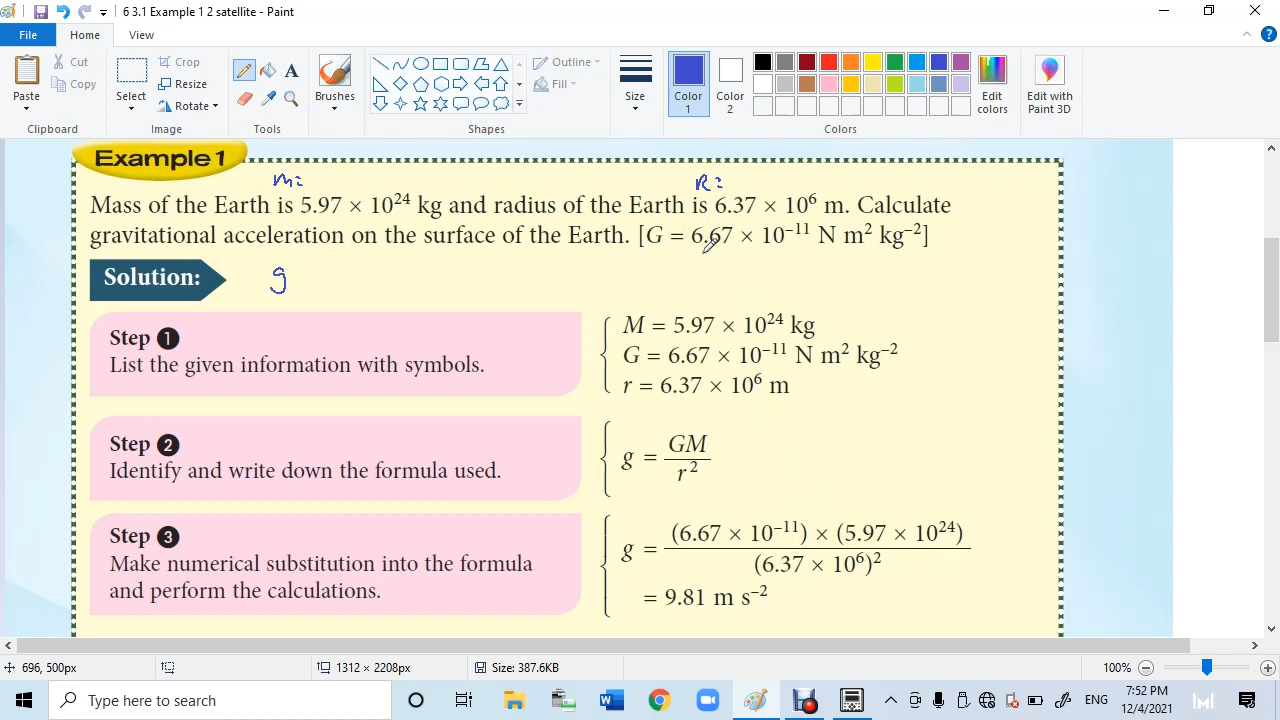 6 3.1 Example 1 2 satellite - Paint
File Home View
Paste Cut Copy Select Crop Resize Rotate Brushes Outline Fill Size Color 1 Color 2 Edit colors Edit with Paint 3D
Clipboard Image Tools Shapes Colors
Example 1
m= R=
Mass of the Earth is 5.97 × 10²⁴ kg and radius of the Earth is 6.37 × 10⁶ m. Calculate
gravitational acceleration on the surface of the Earth. [G = 6.67 × 10⁻¹¹ N m² kg⁻²]
Solution: g
Step 1
List the given information with symbols.
M = 5.97 × 10²⁴ kg
G = 6.67 × 10⁻¹¹ N m² kg⁻²
r = 6.37 × 10⁶ m
Step 2
Identify and write down the formula used.
g = GM / r²
Step 3
Make numerical substitution into the formula
and perform the calculations.
g = (6.67 × 10⁻¹¹) × (5.97 × 10²⁴) / (6.37 × 10⁶)²
= 9.81 m s⁻²
696, 500px 1312 × 2208px Size: 387.6KB 100%
Type here to search ENG 7:52 PM
12/4/2021